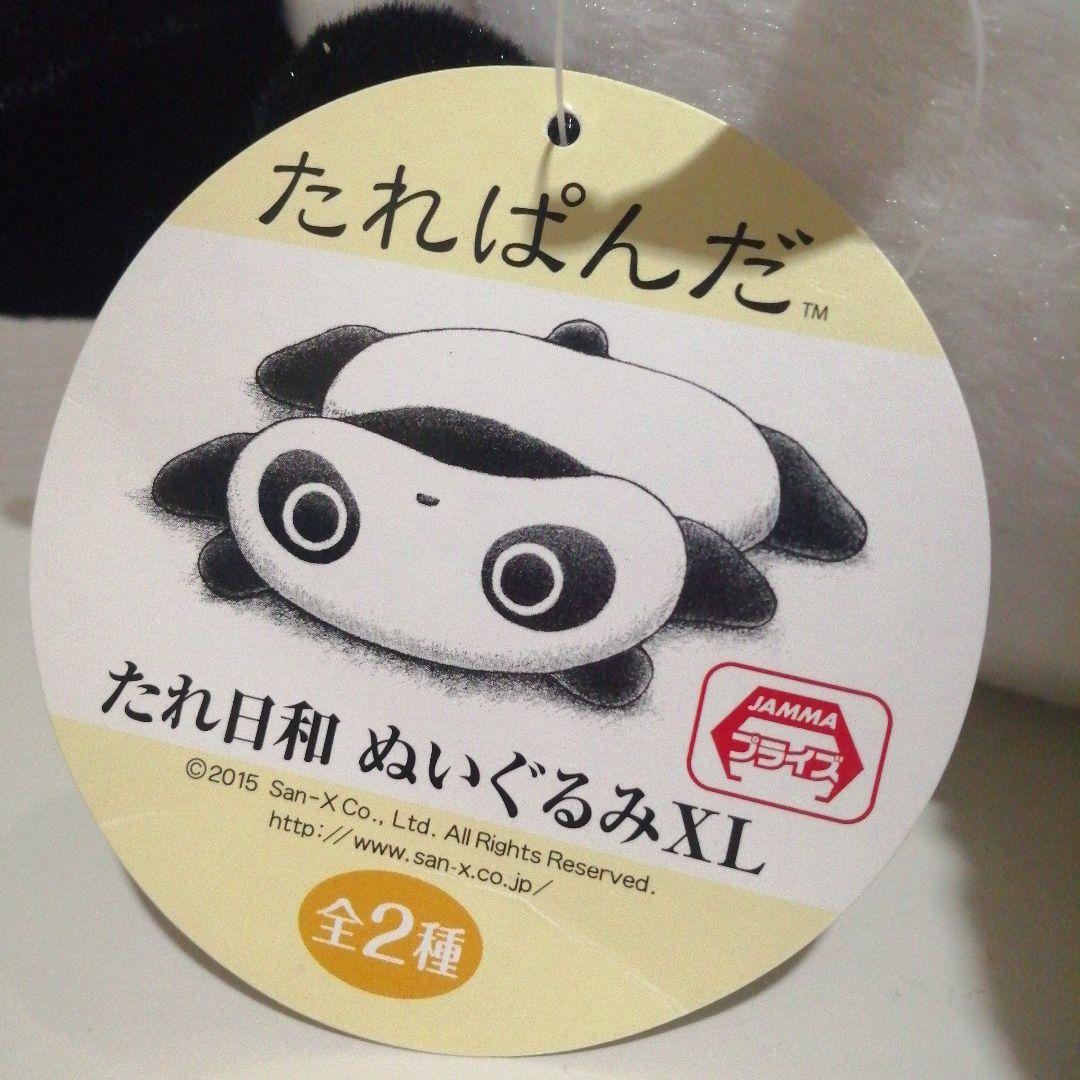 たれぱんだ™
たれ日和 ぬいぐるみXL
JAMMA
プライズ
©2015 San-X Co., Ltd. All Rights Reserved.
http://www.san-x.co.jp/
全2種